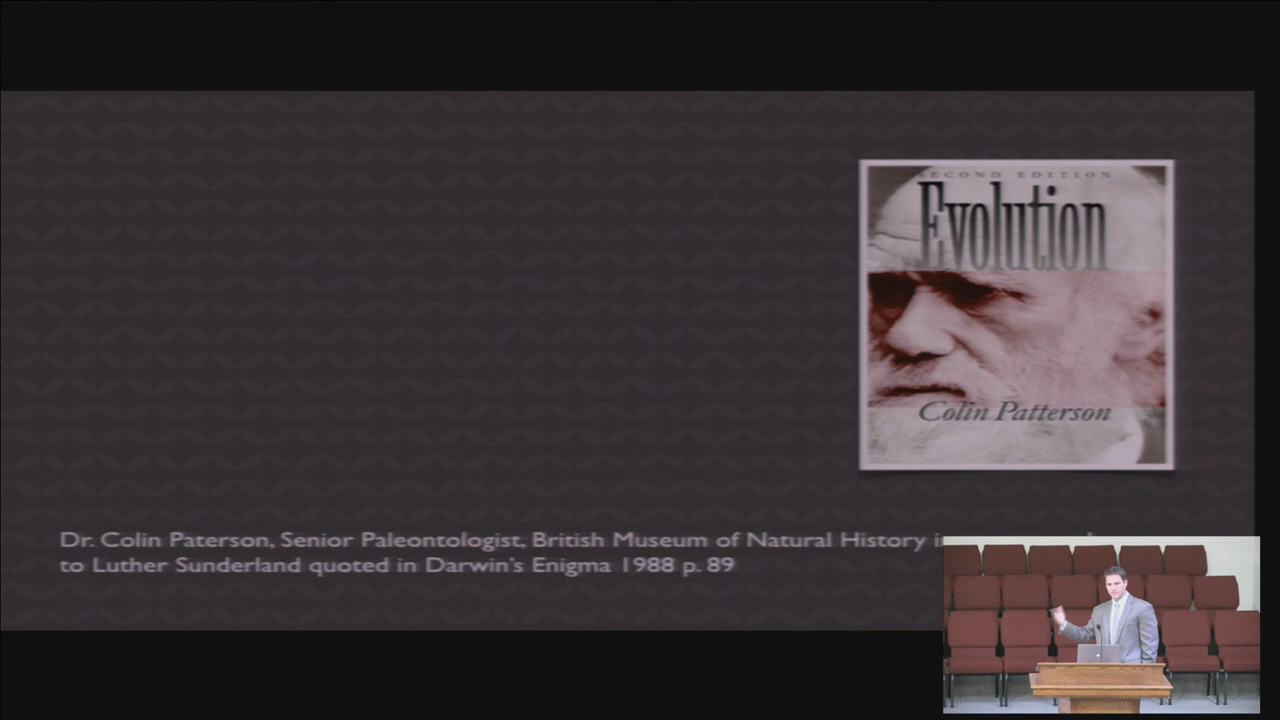 SECOND EDITION
Evolution
Colin Patterson
Dr. Colin Paterson, Senior Paleontologist, British Museum of Natural History
to Luther Sunderland quoted in Darwin's Enigma 1988 p. 89